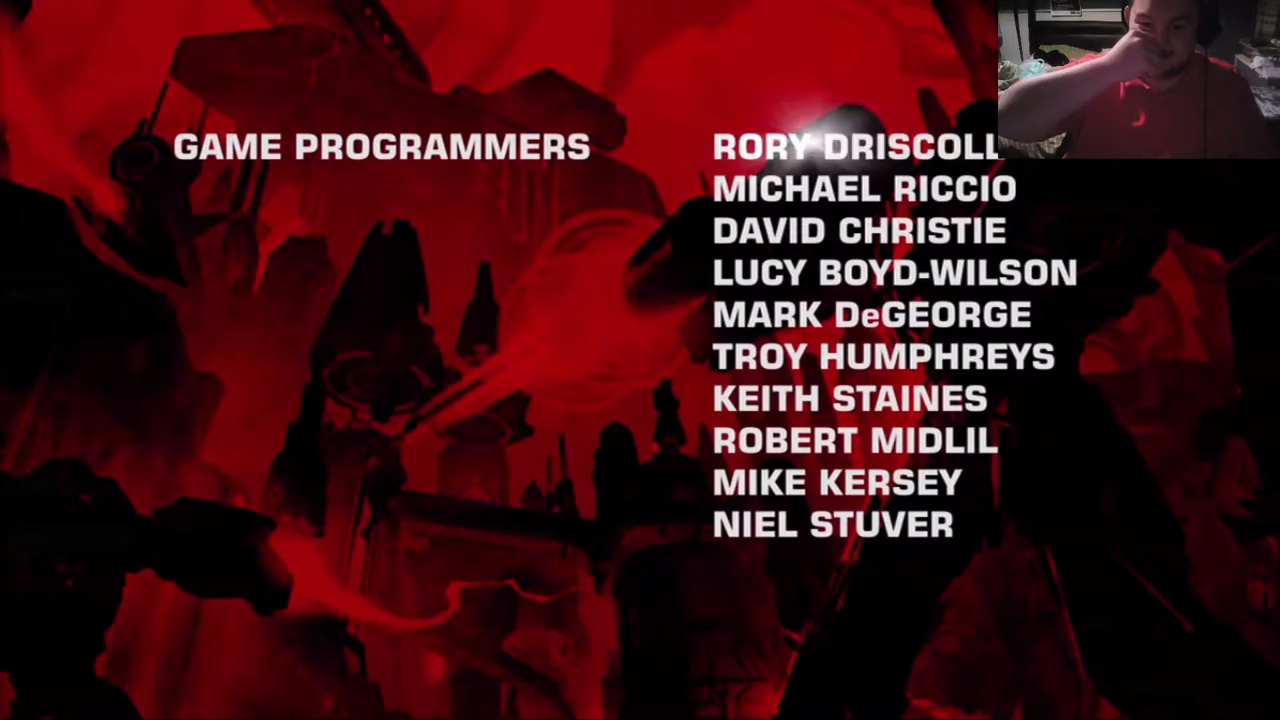 GAME PROGRAMMERS
RORY DRISCOLL
MICHAEL RICCIO
DAVID CHRISTIE
LUCY BOYD-WILSON
MARK DeGEORGE
TROY HUMPHREYS
KEITH STAINES
ROBERT MIDLIL
MIKE KERSEY
NIEL STUVER